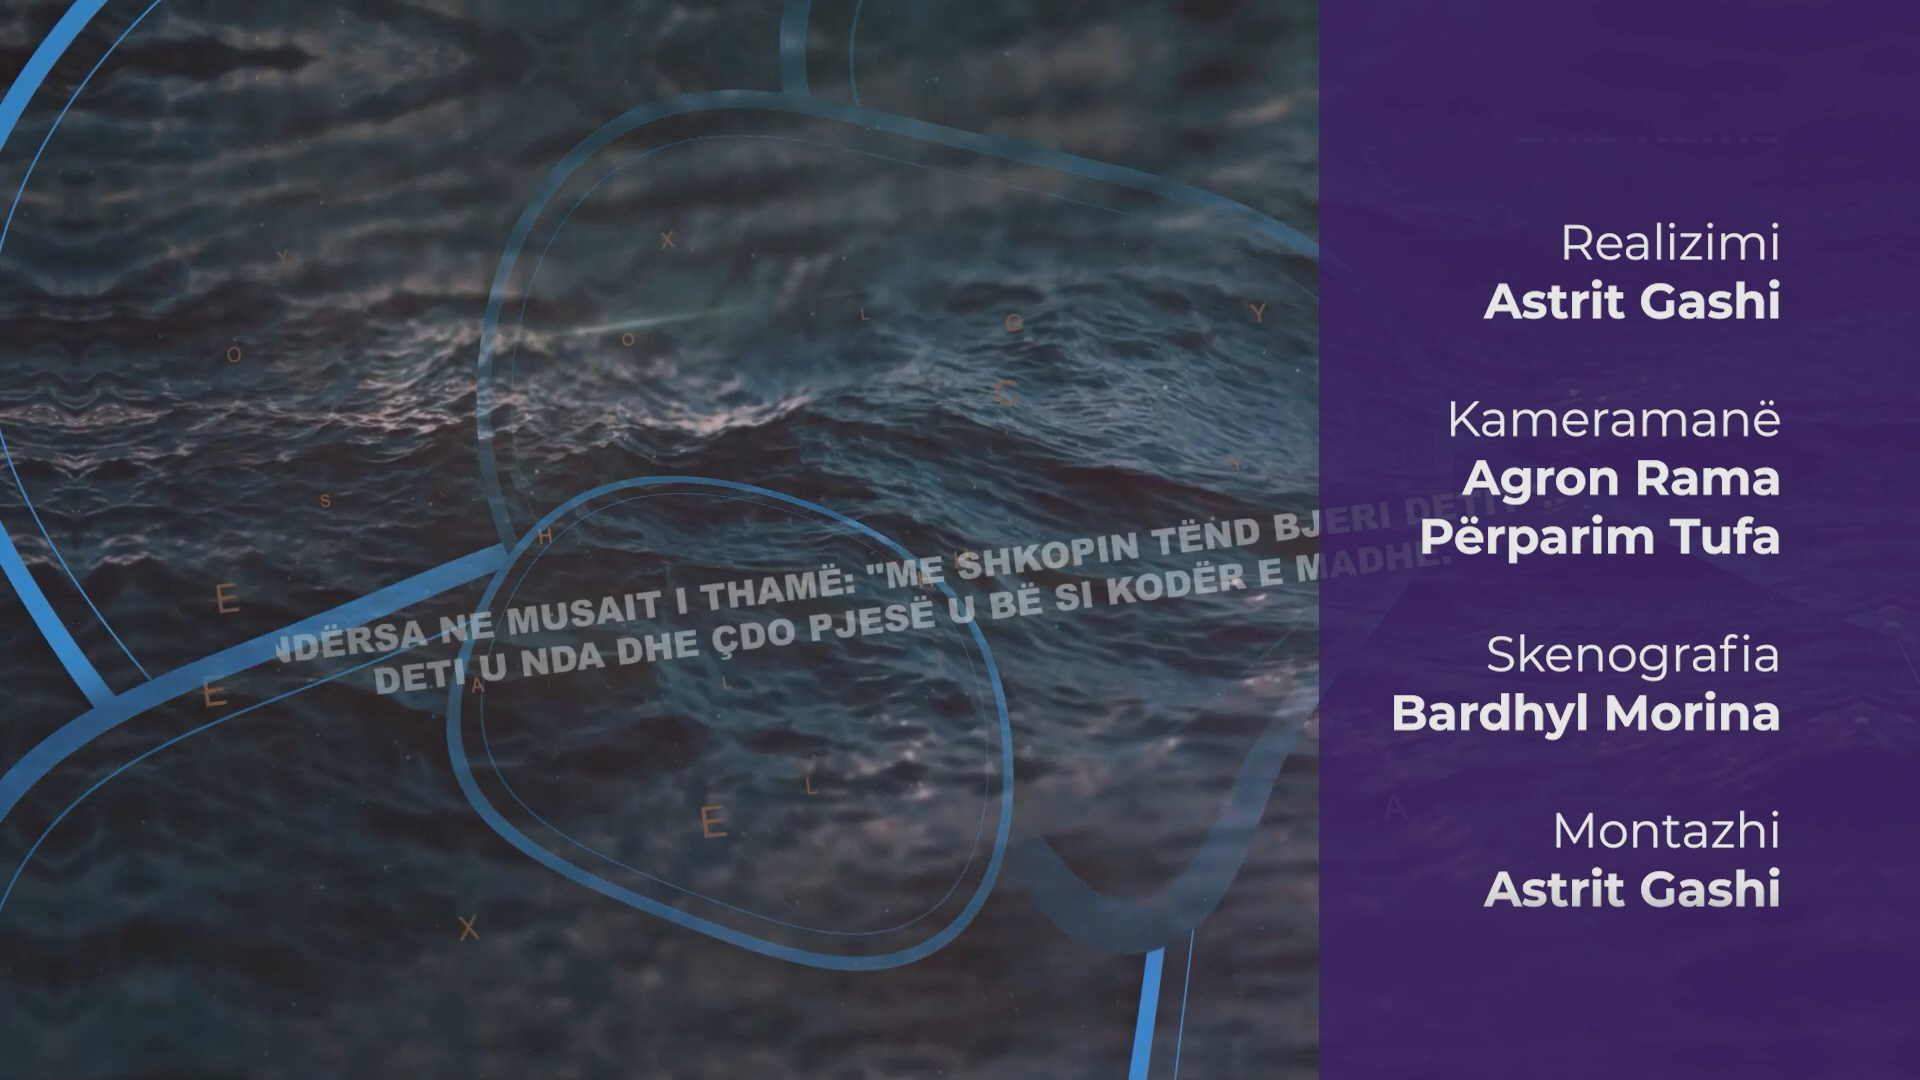 NDËRSA NE MUSAIT I THAMË: "ME SHKOPIN TËND BJERI DETIT!"
DETI U NDA DHE ÇDO PJESË U BË SI KODËR E MADHE.
Realizimi
Astrit Gashi
Kameramanë
Agron Rama
Përparim Tufa
Skenografia
Bardhyl Morina
Montazhi
Astrit Gashi